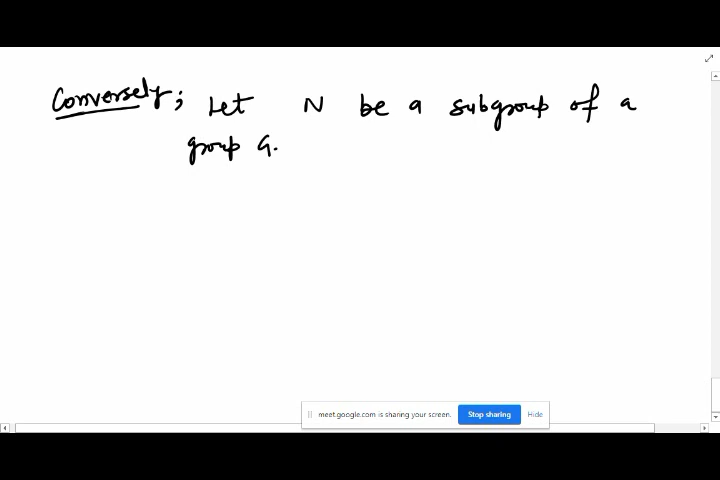 Conversely; Let N be a subgroup of a
group G.
meet.google.com is sharing your screen. Stop sharing Hide